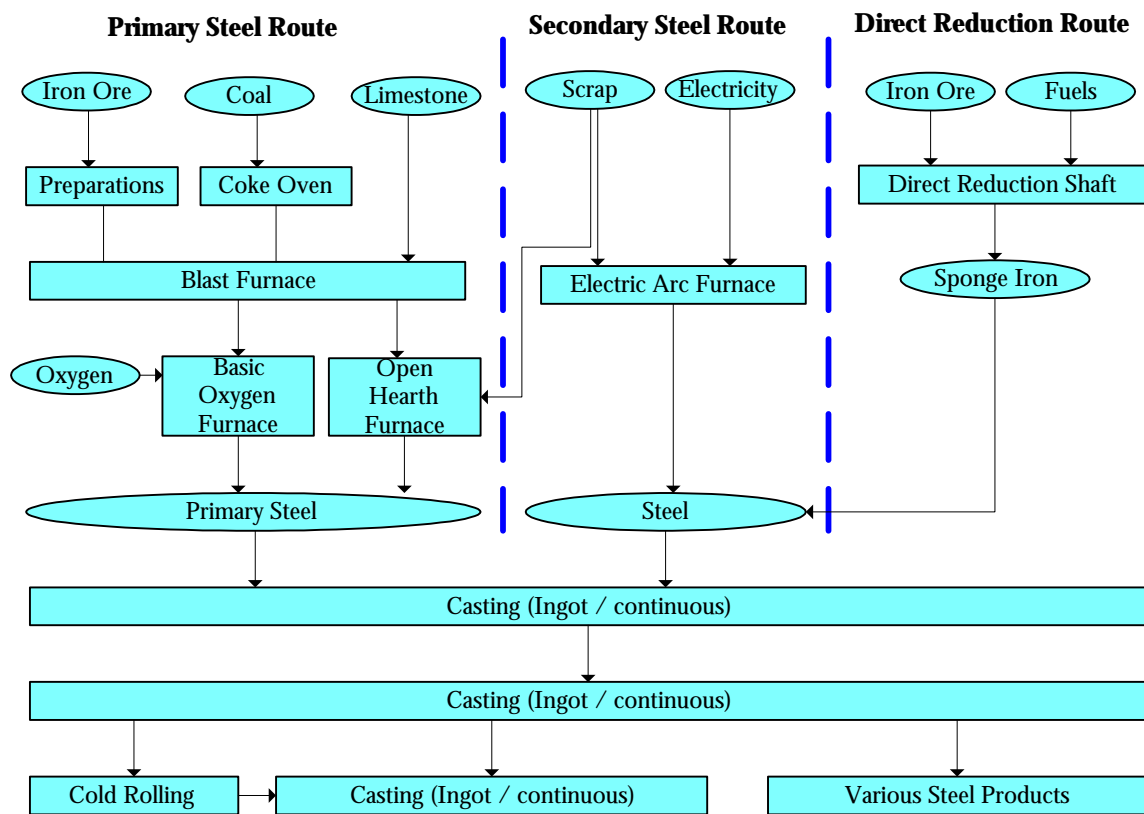 Primary Steel Route
Secondary Steel Route
Direct Reduction Route
Iron Ore
Coal
Limestone
Scrap
Electricity
Iron Ore
Fuels
Preparations
Coke Oven
Direct Reduction Shaft
Blast Furnace
Electric Arc Furnace
Sponge Iron
Oxygen
Basic
Oxygen
Furnace
Open
Hearth
Furnace
Primary Steel
Steel
Casting (Ingot / continuous)
Casting (Ingot / continuous)
Cold Rolling
Casting (Ingot / continuous)
Various Steel Products